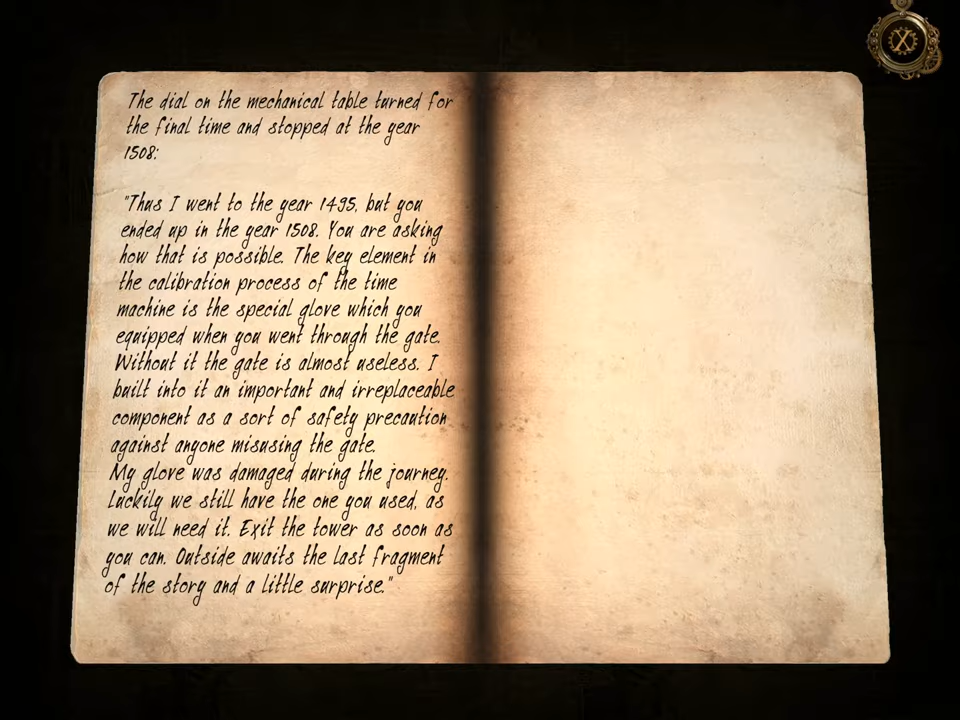 The dial on the mechanical table turned for
the final time and stopped at the year
1508:
"Thus I went to the year 1495, but you
ended up in the year 1508. You are asking
how that is possible. The key element in
the calibration process of the time
machine is the special glove which you
equipped when you went through the gate.
Without it the gate is almost useless. I
built into it an important and irreplaceable
component as a sort of safety precaution
against anyone misusing the gate.
My glove was damaged during the journey.
Luckily we still have the one you used, as
we will need it. Exit the tower as soon as
you can. Outside awaits the last fragment
of the story and a little surprise."
X